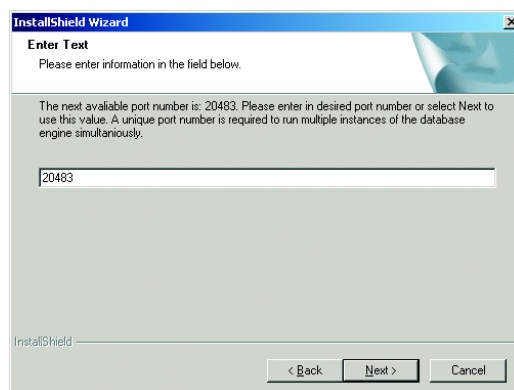 InstallShield Wizard
Enter Text
Please enter information in the field below.
The next avaliable port number is: 20483. Please enter in desired port number or select Next to
use this value. A unique port number is required to run multiple instances of the database
engine simultaniously.
20483
InstallShield
< Back
Next >
Cancel